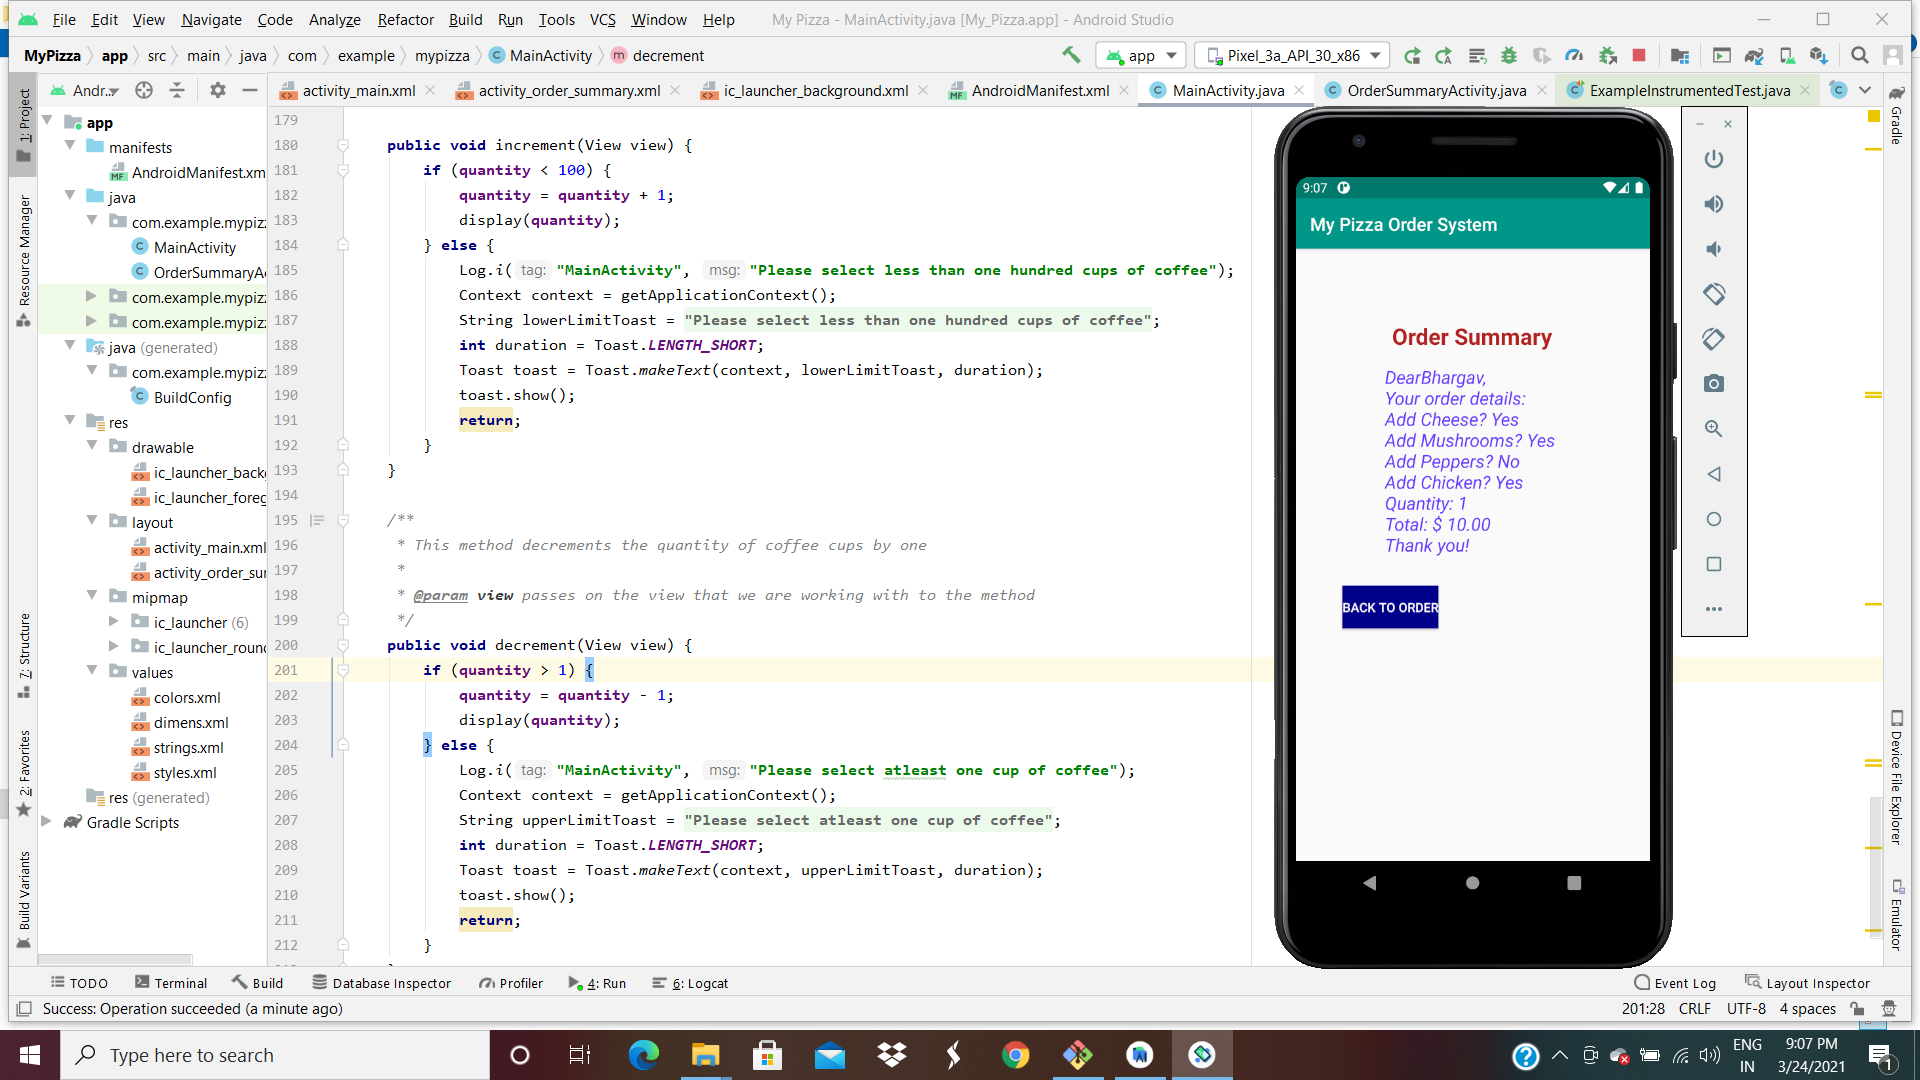 File Edit View Navigate Code Analyze Refactor Build Run Tools VCS Window Help My Pizza - MainActivity.java [My_Pizza.app] - Android Studio
MyPizza app src main java com example mypizza C MainActivity m decrement app Pixel_3a_API_30_x86
Andr.. activity_main.xml activity_order_summary.xml ic_launcher_background.xml AndroidManifest.xml MainActivity.java OrderSummaryActivity.java ExampleInstrumentedTest.java
1: Project
Resource Manager
7: Structure
2: Favorites
Build Variants
app
manifests
AndroidManifest.xm
java
com.example.mypizz
MainActivity
OrderSummaryA
com.example.mypizz
com.example.mypizz
java (generated)
com.example.mypizz
BuildConfig
res
drawable
ic_launcher_back
ic_launcher_foreg
layout
activity_main.xml
activity_order_su
mipmap
ic_launcher (6)
ic_launcher_roun
values
colors.xml
dimens.xml
strings.xml
styles.xml
res (generated)
Gradle Scripts
179
180 public void increment(View view) {
181 if (quantity < 100) {
182 quantity = quantity + 1;
183 display(quantity);
184 } else {
185 Log.i( tag: "MainActivity", msg: "Please select less than one hundred cups of coffee");
186 Context context = getApplicationContext();
187 String lowerLimitToast = "Please select less than one hundred cups of coffee";
188 int duration = Toast.LENGTH_SHORT;
189 Toast toast = Toast.makeText(context, lowerLimitToast, duration);
190 toast.show();
191 return;
192 }
193 }
194
195 /**
196 * This method decrements the quantity of coffee cups by one
197 *
198 * @param view passes on the view that we are working with to the method
199 */
200 public void decrement(View view) {
201 if (quantity > 1) {
202 quantity = quantity - 1;
203 display(quantity);
204 } else {
205 Log.i( tag: "MainActivity", msg: "Please select atleast one cup of coffee");
206 Context context = getApplicationContext();
207 String upperLimitToast = "Please select atleast one cup of coffee";
208 int duration = Toast.LENGTH_SHORT;
209 Toast toast = Toast.makeText(context, upperLimitToast, duration);
210 toast.show();
211 return;
212 }
9:07
My Pizza Order System
Order Summary
DearBhargav,
Your order details:
Add Cheese? Yes
Add Mushrooms? Yes
Add Peppers? No
Add Chicken? Yes
Quantity: 1
Total: $ 10.00
Thank you!
BACK TO ORDER
Gradle
Device File Explorer
Emulator
TODO Terminal Build Database Inspector Profiler 4: Run 6: Logcat Event Log Layout Inspector
Success: Operation succeeded (a minute ago) 201:28 CRLF UTF-8 4 spaces
Type here to search
ENG
IN
9:07 PM
3/24/2021
1